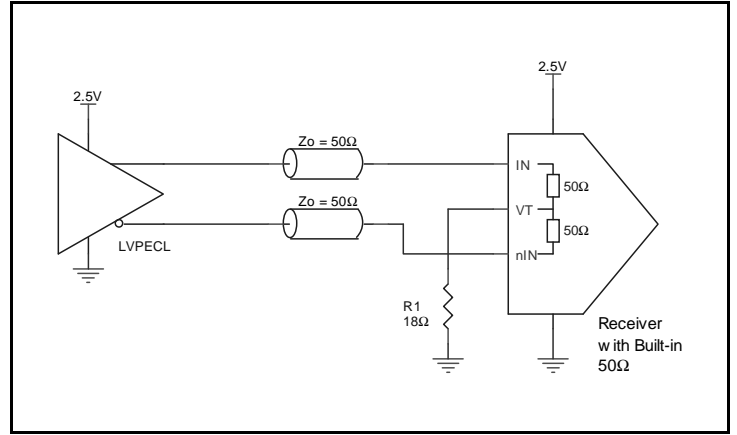 2.5V
2.5V
Zo = 50Ω
IN
50Ω
Zo = 50Ω
VT
50Ω
LVPECL
nIN
R1
18Ω
Receiver
with Built-in
50Ω